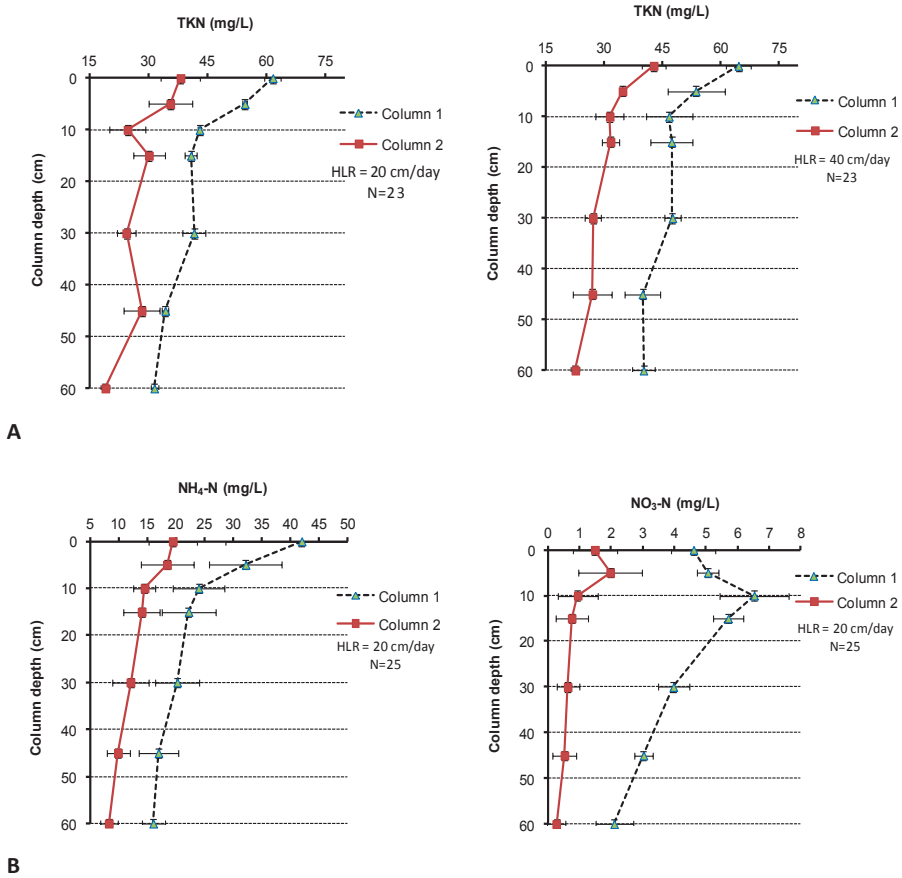 TKN (mg/L)
15 30 45 60 75
0
10
20
30
40
50
60
Column depth (cm)
Column 1
Column 2
HLR = 20 cm/day
N=23
TKN (mg/L)
15 30 45 60 75
0
10
20
30
40
50
60
Column depth (cm)
Column 1
Column 2
HLR = 40 cm/day
N=23
A
NH₄-N (mg/L)
5 10 15 20 25 30 35 40 45 50
0
10
20
30
40
50
60
Column depth (cm)
Column 1
Column 2
HLR = 20 cm/day
N=25
NO₃-N (mg/L)
0 1 2 3 4 5 6 7 8
0
10
20
30
40
50
60
Column depth (cm)
Column 1
Column 2
HLR = 20 cm/day
N=25
B